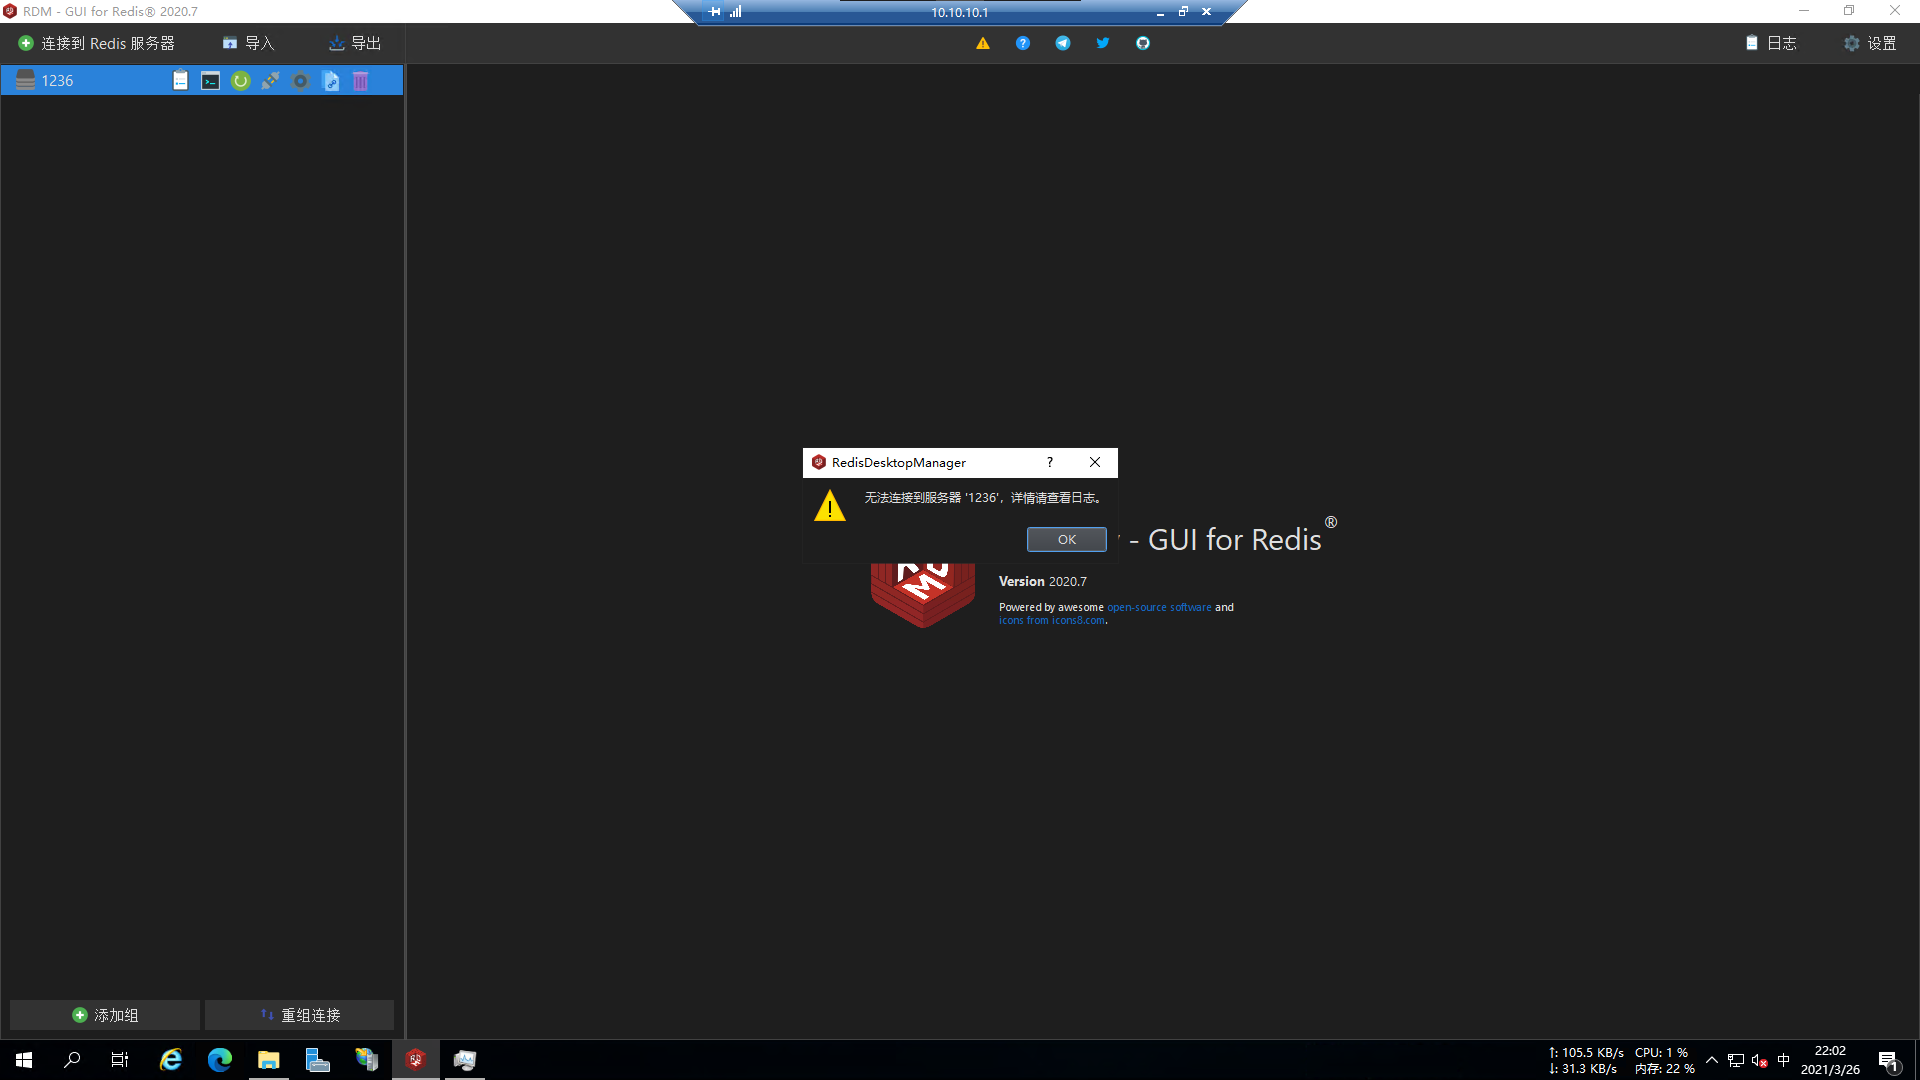 RDM - GUI for Redis® 2020.7
10.10.10.1
连接到 Redis 服务器
导入
导出
日志
设置
1236
RedisDesktopManager
无法连接到服务器 '1236'，详情请查看日志。
OK
- GUI for Redis®
Version 2020.7
Powered by awesome open-source software and
icons from icons8.com.
添加组
重组连接
↑: 105.5 KB/s CPU: 1 %
↓: 31.3 KB/s 内存: 22 %
中
22:02
2021/3/26
1